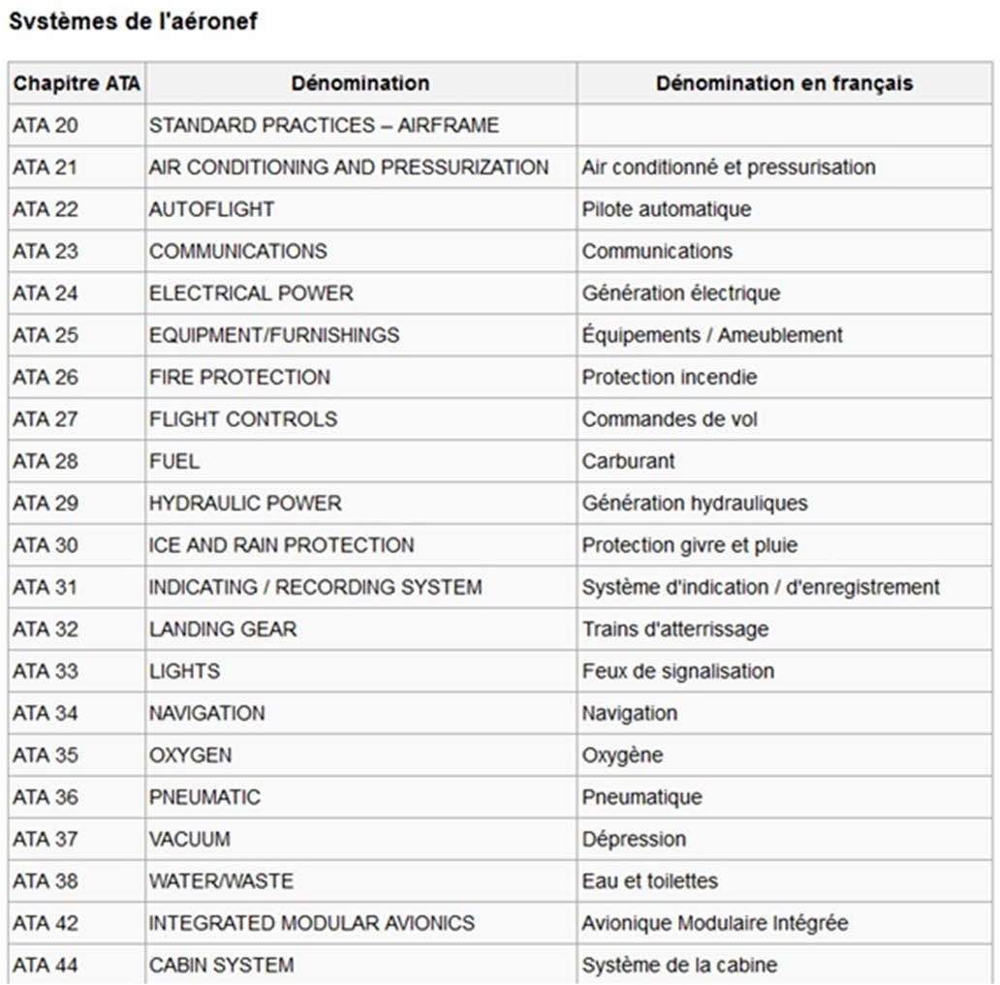 Systèmes de l'aéronef
Chapitre ATA Dénomination Dénomination en français
ATA 20 STANDARD PRACTICES – AIRFRAME
ATA 21 AIR CONDITIONING AND PRESSURIZATION Air conditionné et pressurisation
ATA 22 AUTOFLIGHT Pilote automatique
ATA 23 COMMUNICATIONS Communications
ATA 24 ELECTRICAL POWER Génération électrique
ATA 25 EQUIPMENT/FURNISHINGS Équipements / Ameublement
ATA 26 FIRE PROTECTION Protection incendie
ATA 27 FLIGHT CONTROLS Commandes de vol
ATA 28 FUEL Carburant
ATA 29 HYDRAULIC POWER Génération hydrauliques
ATA 30 ICE AND RAIN PROTECTION Protection givre et pluie
ATA 31 INDICATING / RECORDING SYSTEM Système d'indication / d'enregistrement
ATA 32 LANDING GEAR Trains d'atterrissage
ATA 33 LIGHTS Feux de signalisation
ATA 34 NAVIGATION Navigation
ATA 35 OXYGEN Oxygène
ATA 36 PNEUMATIC Pneumatique
ATA 37 VACUUM Dépression
ATA 38 WATER/WASTE Eau et toilettes
ATA 42 INTEGRATED MODULAR AVIONICS Avionique Modulaire Intégrée
ATA 44 CABIN SYSTEM Système de la cabine